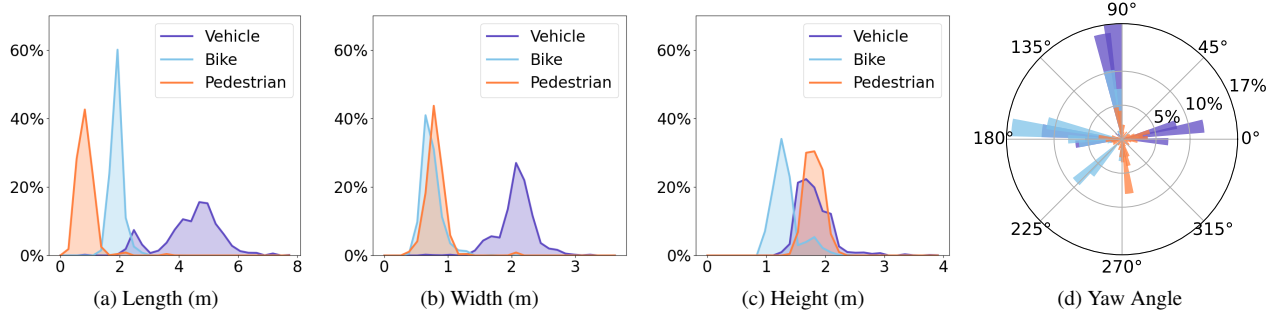 60%
40%
20%
0%
0 2 4 6 8
Vehicle
Bike
Pedestrian
(a) Length (m)
60%
40%
20%
0%
0 1 2 3
Vehicle
Bike
Pedestrian
(b) Width (m)
60%
40%
20%
0%
0 1 2 3 4
Vehicle
Bike
Pedestrian
(c) Height (m)
90°
135° 45°
17%
10%
5%
180° 0°
225° 315°
270°
(d) Yaw Angle